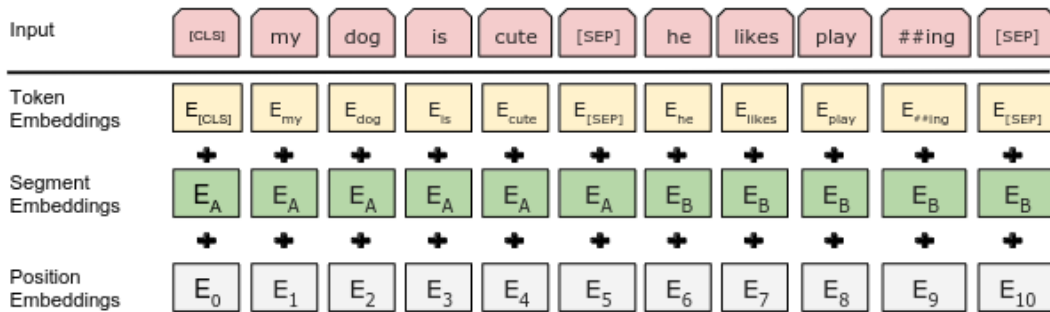 Input [CLS] my dog is cute [SEP] he likes play ##ing [SEP]
Token Embeddings E[CLS] Emy Edog Eis Ecute E[SEP] Ehe Elikes Eplay E##ing E[SEP]
+ + + + + + + + + + +
Segment Embeddings EA EA EA EA EA EA EB EB EB EB EB
+ + + + + + + + + + +
Position Embeddings E0 E1 E2 E3 E4 E5 E6 E7 E8 E9 E10